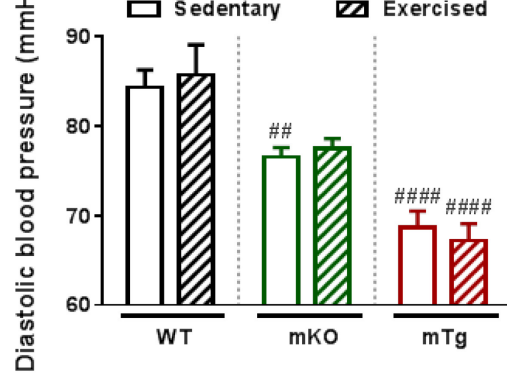 Sedentary Exercised
Diastolic blood pressure (mmH
90
80
70
60
##
####
####
WT
mKO
mTg